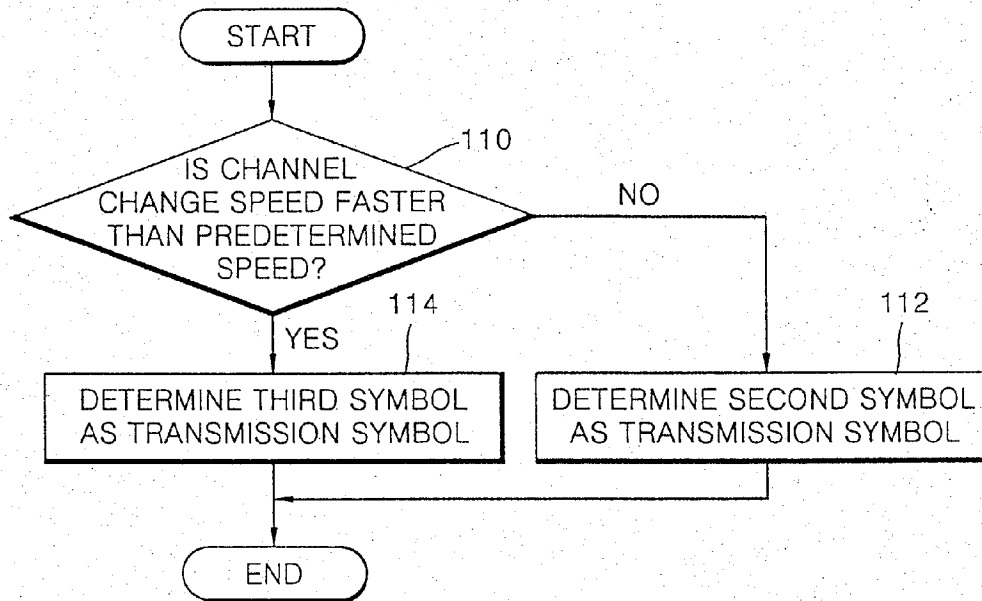 START
110
IS CHANNEL
CHANGE SPEED FASTER
THAN PREDETERMINED
SPEED?
NO
YES
114
112
DETERMINE THIRD SYMBOL
AS TRANSMISSION SYMBOL
DETERMINE SECOND SYMBOL
AS TRANSMISSION SYMBOL
END